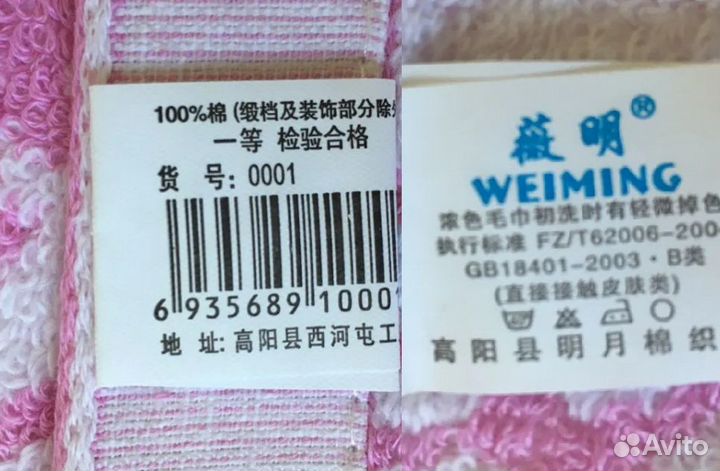 100%棉 (缎档及装饰部分除
一等 检验合格
货 号: 0001
6 935689 10001
地 址: 高阳县西河屯工
薇明®
WEIMING
浓色毛巾初洗时有轻微掉色
执行标准 FZ/T62006-200
GB18401-2003·B类
(直接接触皮肤类)
高阳县明月棉织
Avito